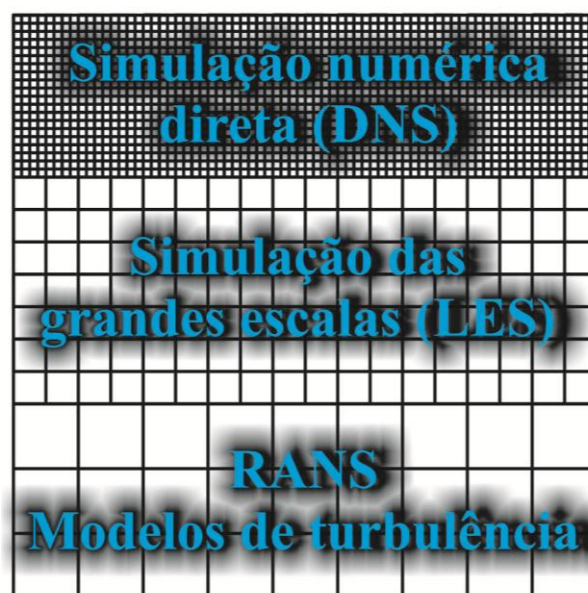 Simulação numérica
direta (DNS)
Simulação das
grandes escalas (LES)
RANS
Modelos de turbulência